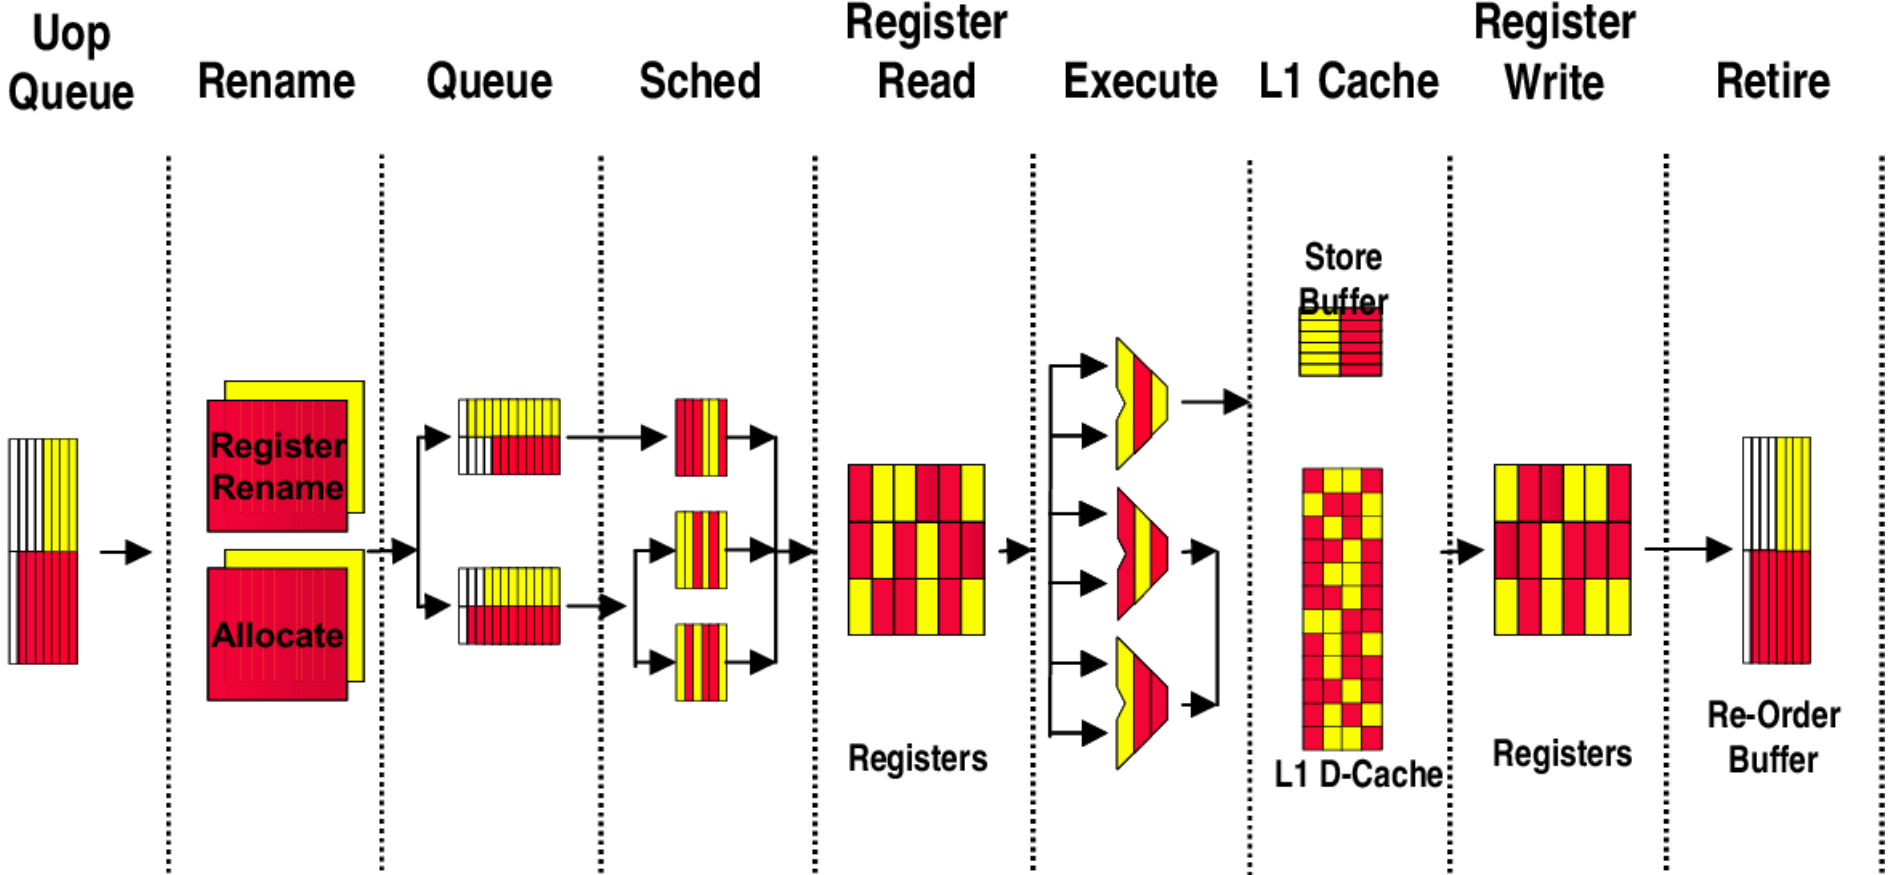 Uop
Queue
Rename
Queue
Sched
Register
Read
Execute
L1 Cache
Register
Write
Retire
Register
Rename
Allocate
Registers
Store
Buffer
L1 D-Cache
Registers
Re-Order
Buffer